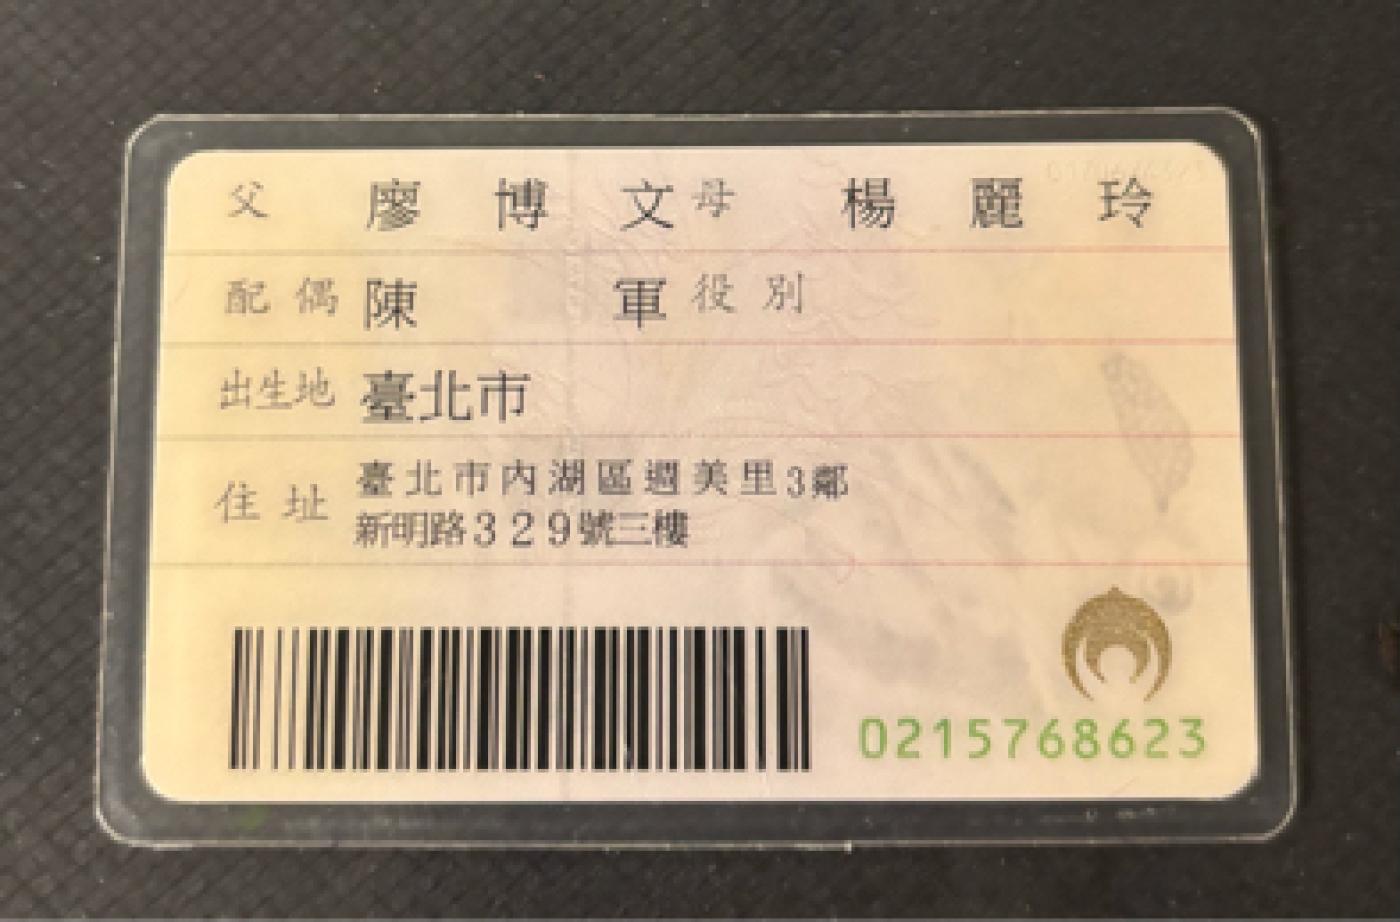 父 廖博文 母 楊麗玲
配偶 陳 軍 役別
出生地 臺北市
住址 臺北市內湖區週美里3鄰
新明路329號三樓
0215768623